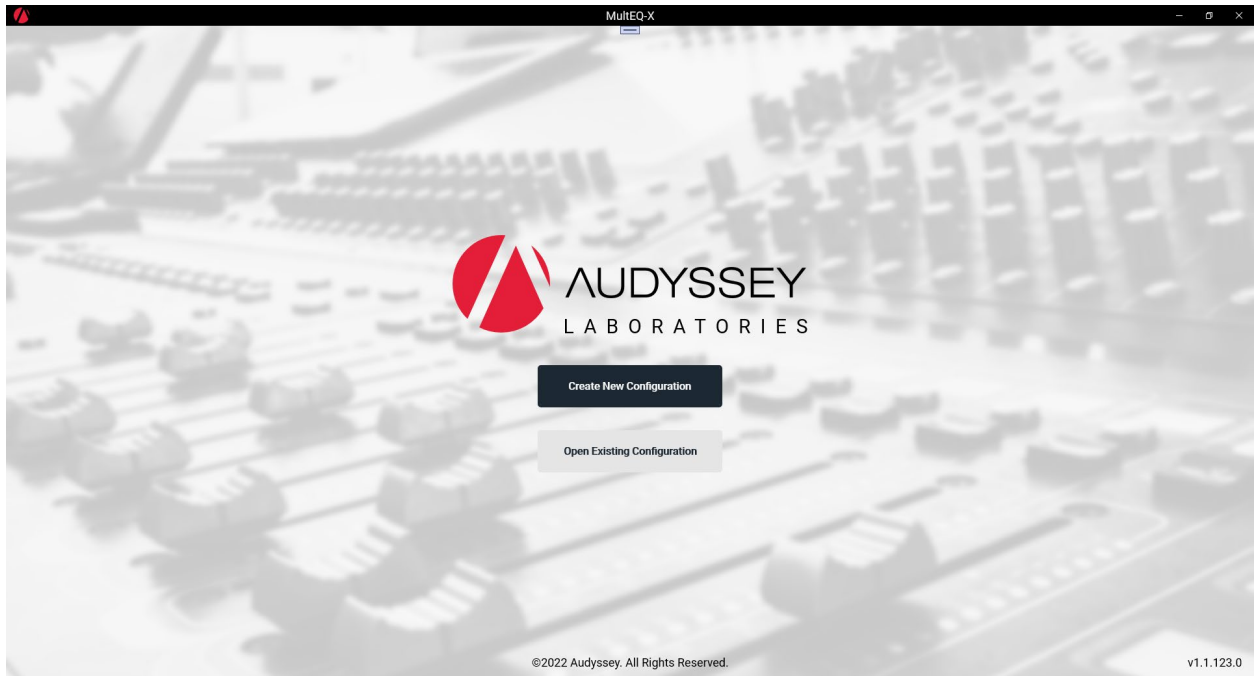 MultEQ-X
AUDYSSEY
LABORATORIES
Create New Configuration
Open Existing Configuration
©2022 Audyssey. All Rights Reserved.
v1.1.123.0